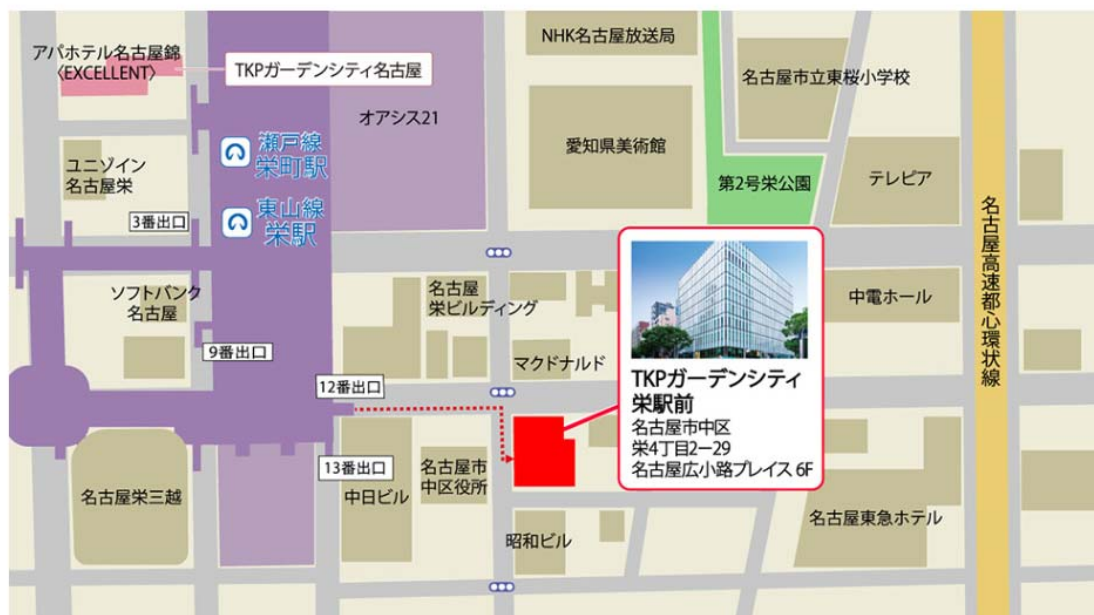 アパホテル名古屋錦
〈EXCELLENT〉
TKPガーデンシティ名古屋
オアシス21
NHK名古屋放送局
名古屋市立東桜小学校
愛知県美術館
瀬戸線
栄町駅
ユニゾイン
名古屋栄
第2号栄公園
テレピア
3番出口
東山線
栄駅
名古屋高速都心環状線
ソフトバンク
名古屋
名古屋
栄ビルディング
中電ホール
9番出口
マクドナルド
12番出口
TKPガーデンシティ
栄駅前
名古屋市中区
栄4丁目2ー29
名古屋広小路プレイス 6F
13番出口
名古屋市
中区役所
名古屋栄三越
中日ビル
昭和ビル
名古屋東急ホテル